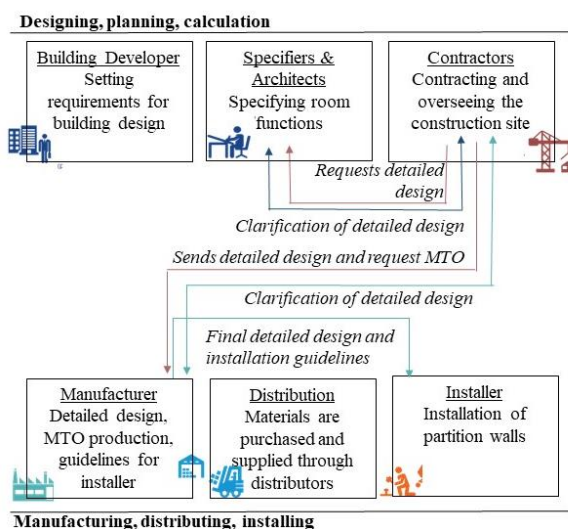 Designing, planning, calculation
Building Developer
Setting
requirements for
building design
Specifiers &
Architects
Specifying room
functions
Contractors
Contracting and
overseeing the
construction site
Requests detailed
design
Clarification of detailed design
Sends detailed design and request MTO
Clarification of detailed design
Final detailed design and
installation guidelines
Manufacturer
Detailed design,
MTO production,
guidelines for
installer
Distribution
Materials are
purchased and
supplied through
distributors
Installer
Installation of
partition walls
Manufacturing, distributing, installing